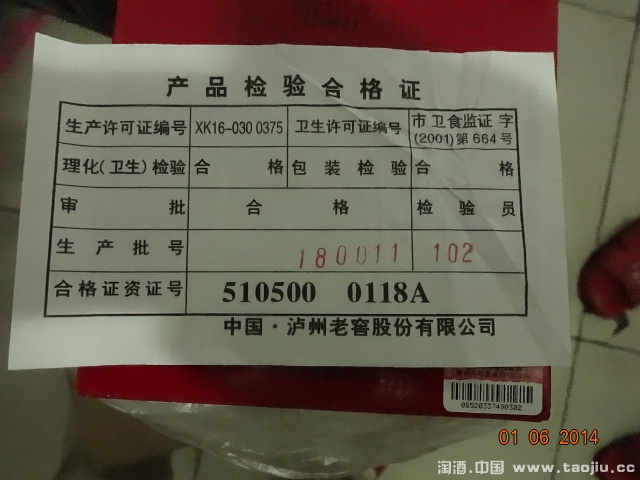 产品检验合格证
生产许可证编号 XK16-030 0375 卫生许可证编号 市卫食监证字(2001)第664号
理化(卫生)检验 合格 包装检验 合格
审批 合格 检验员
生产批号 180011 102
合格证资证号 510500 0118A
中国·泸州老窖股份有限公司
01 06 2014
淘酒.中国 www.taojiu.cc